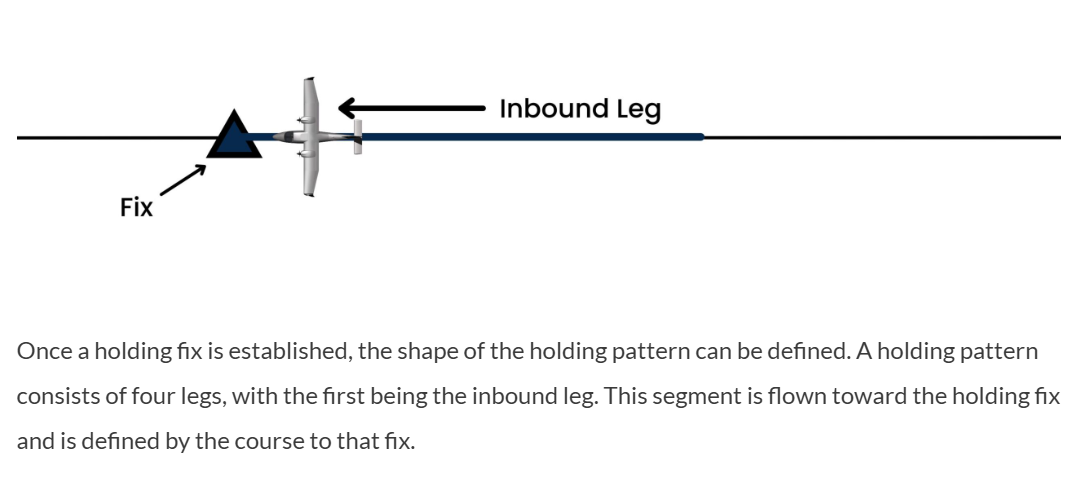 Inbound Leg
Fix
Once a holding fix is established, the shape of the holding pattern can be defined. A holding pattern
consists of four legs, with the first being the inbound leg. This segment is flown toward the holding fix
and is defined by the course to that fix.